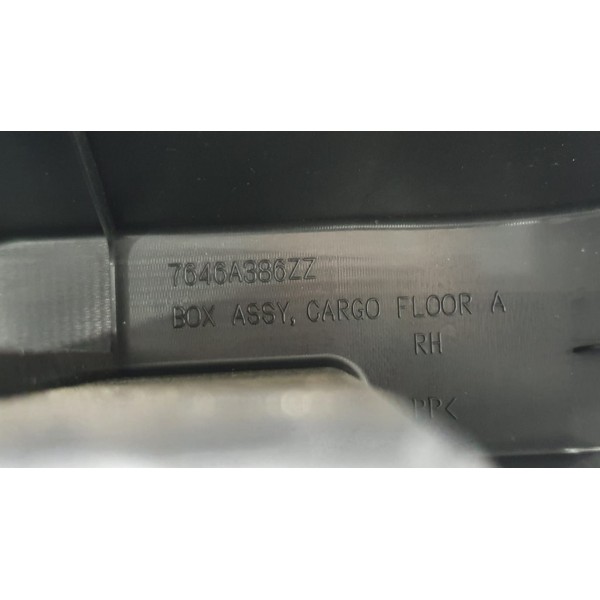 7646A386ZZ
BOX ASSY, CARGO FLOOR A
RH
PP<